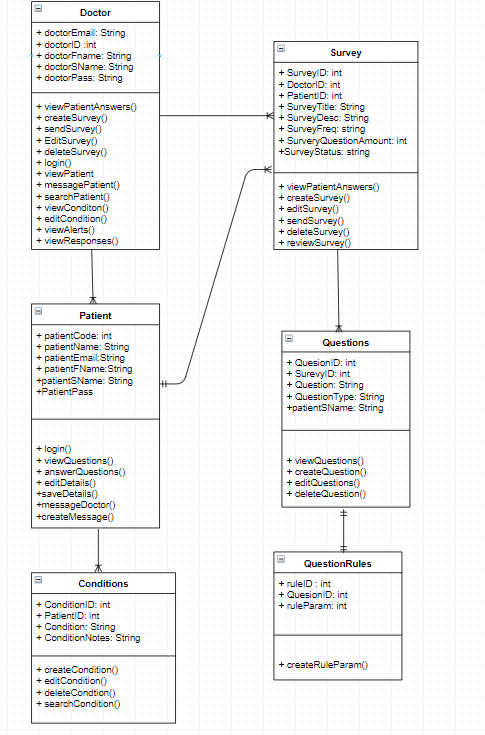 Doctor
+ doctorEmail: String
+ doctorID :int
+ doctorFname: String
+ doctorSName: String
+ doctorPass: String
+ viewPatientAnswers()
+ createSurvey()
+ sendSurvey()
+ EditSurvey()
+ deleteSurvey()
+ login()
+ viewPatient
+ messagePatient()
+ searchPatient()
+ viewConditon()
+ editCondition()
+ viewAlerts()
+ viewResponses()
Survey
+ SurveyID: int
+ DoctorID: int
+ PatientID: int
+ SurveyTitle: String
+ SurveyDesc: String
+ SurveyFreq: string
+ SurveryQuestionAmount: int
+SurveyStatus: string
+ viewPatientAnswers()
+ createSurvey()
+ editSurvey()
+ sendSurvey()
+ deleteSurvey()
+ reviewSurvey()
Patient
+ patientCode: int
+ patientName: String
+ patientEmail:String
+ patientFName:String
+patientSName: String
+PatientPass
+ login()
+ viewQuestions()
+ answerQuestions()
+ editDetails()
+saveDetails()
+messageDoctor()
+createMessage()
Questions
+ QuesionID: int
+ SurevyID: int
+ Question: String
+ QuestionType: String
+patientSName: String
+ viewQuestions()
+ createQuestion()
+ editQuestions()
+ deleteQuestion()
Conditions
+ ConditionID: int
+ PatientID: int
+ Condition: String
+ ConditionNotes: String
+ createCondition()
+ editCondition()
+ deleteCondtion()
+ searchCondition()
QuestionRules
+ ruleID : int
+ QuesionID: int
+ ruleParam: int
+ createRuleParam()